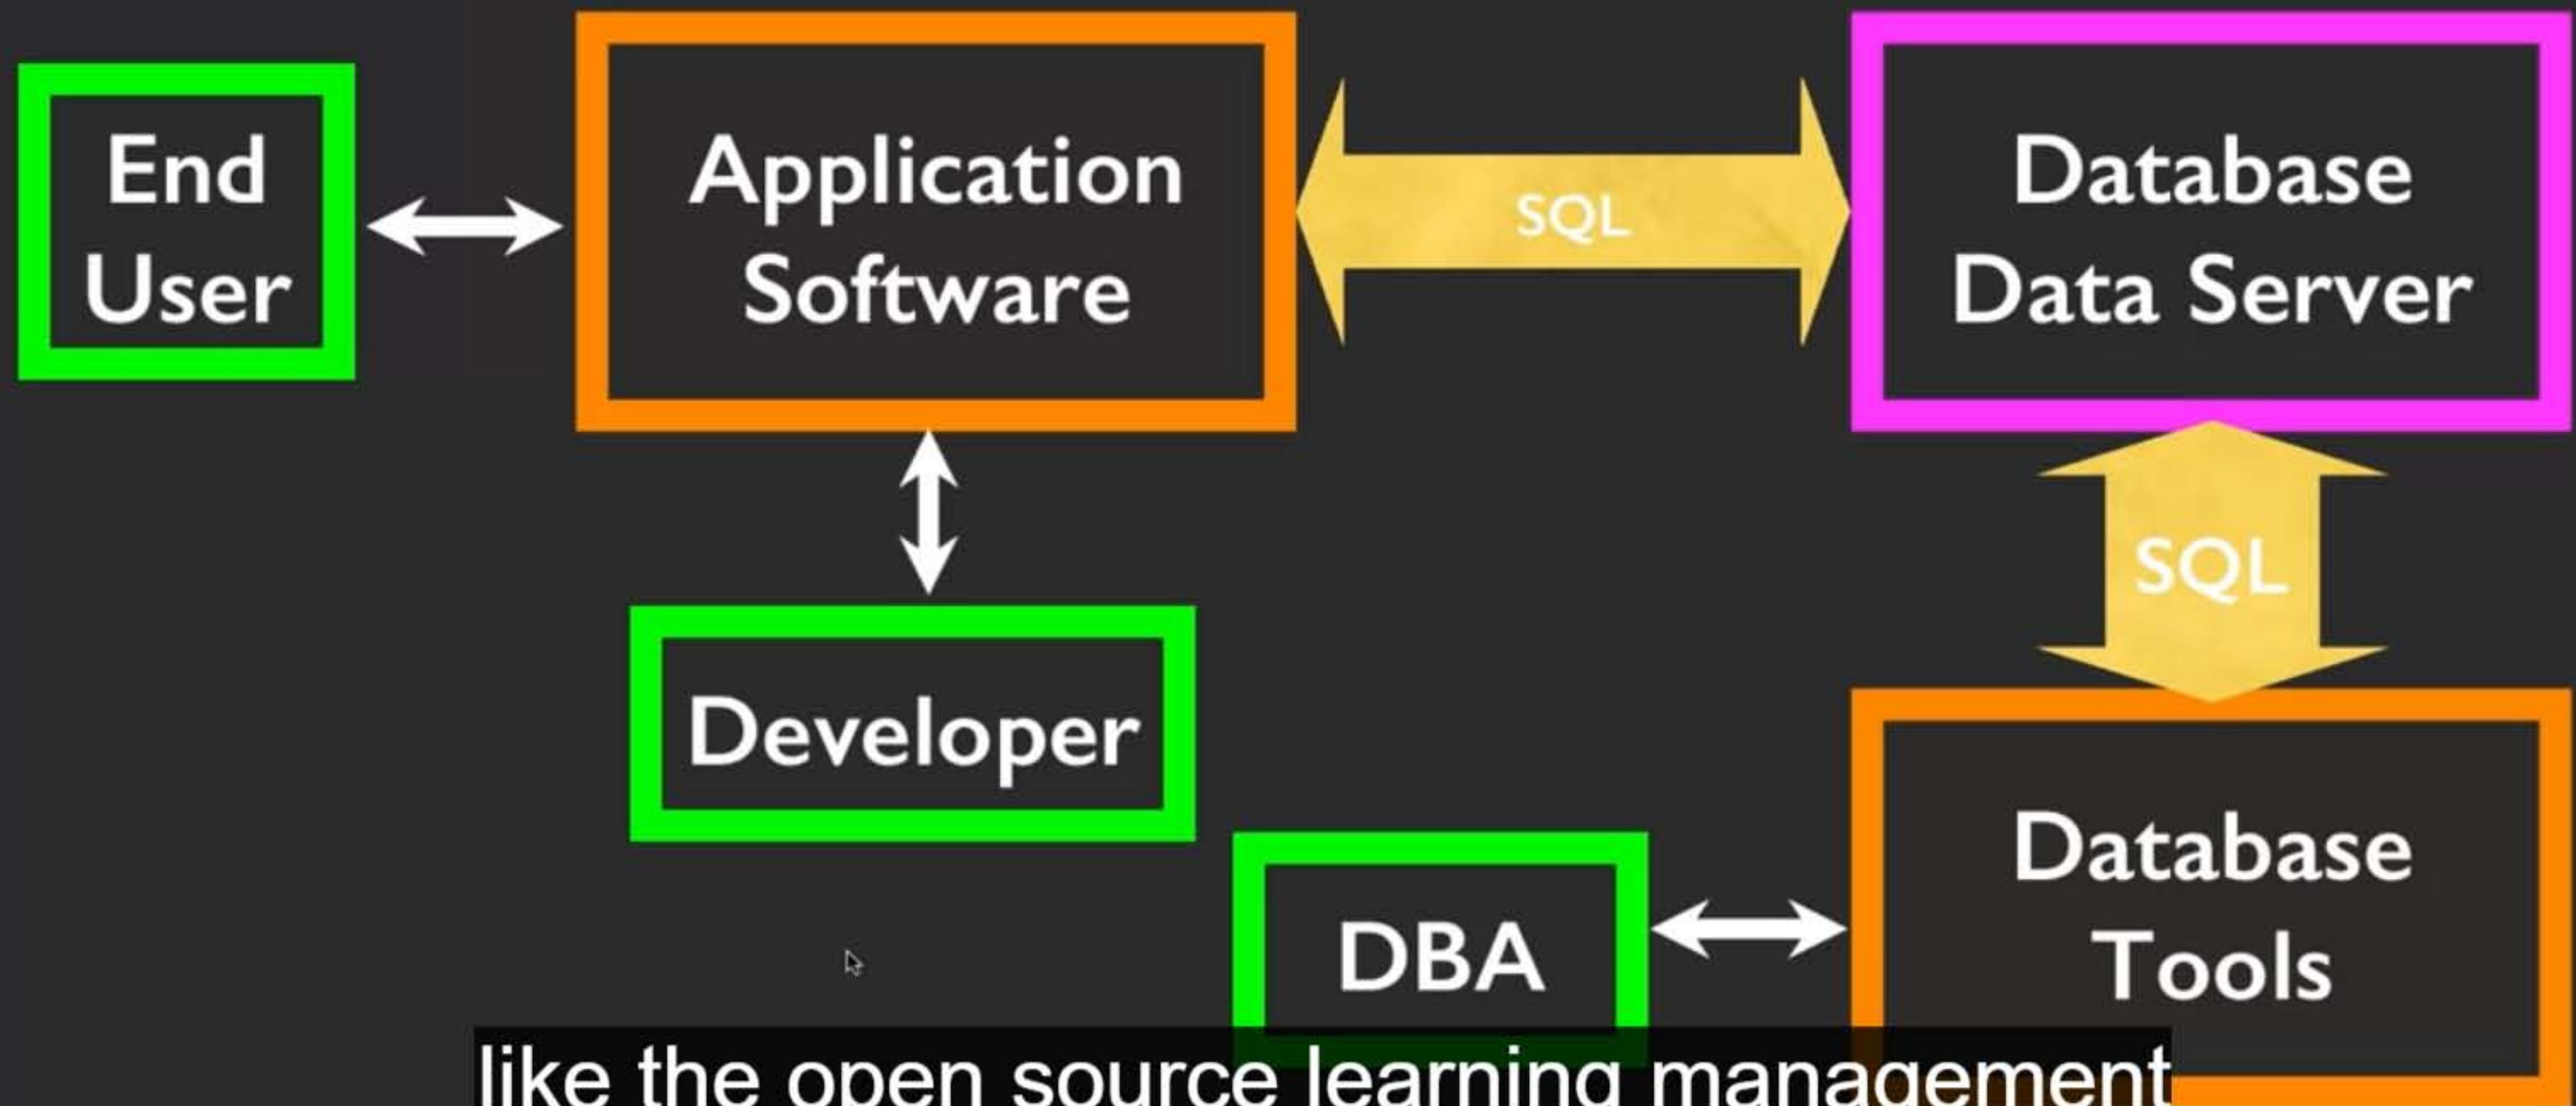 End
User
Application
Software
SQL
Database
Data Server
SQL
Developer
DBA
Database
Tools
like the open source learning management